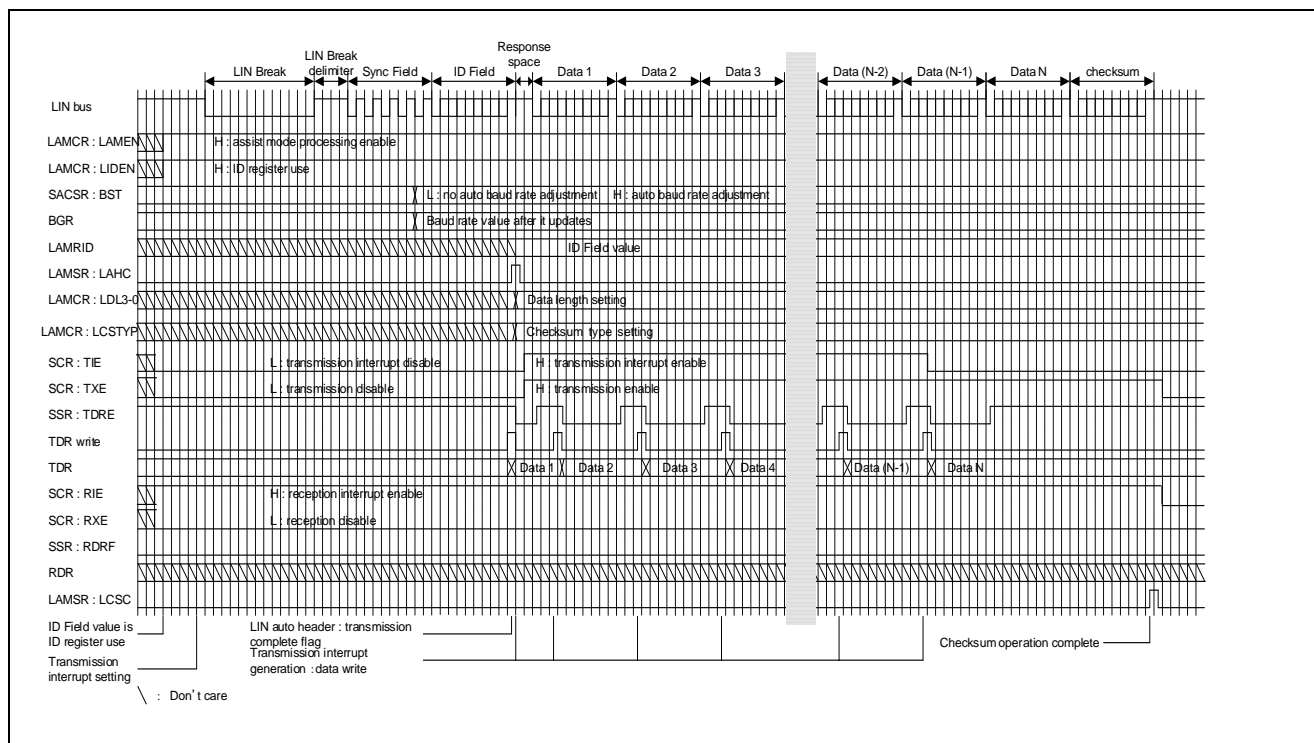 Response
space
LIN Break
delimiter
LIN Break
Sync Field
ID Field
Data 1
Data 2
Data 3
Data (N-2)
Data (N-1)
Data N
checksum
LIN bus
LAMCR : LAMEN
H : assist mode processing enable
LAMCR : LIDEN
H : ID register use
SACSR : BST
L : no auto baud rate adjustment H : auto baud rate adjustment
BGR
Baud rate value after it updates
LAMRID
ID Field value
LAMSR : LAHC
LAMCR : LDL3-0
Data length setting
LAMCR : LCSTYP
Checksum type setting
SCR : TIE
L : transmission interrupt disable
H : transmission interrupt enable
SCR : TXE
L : transmission disable
H : transmission enable
SSR : TDRE
TDR write
TDR
Data 1
Data 2
Data 3
Data 4
Data (N-1)
Data N
SCR : RIE
H : reception interrupt enable
SCR : RXE
L : reception disable
SSR : RDRF
RDR
LAMSR : LCSC
ID Field value is
ID register use
LIN auto header : transmission
complete flag
Checksum operation complete
Transmission
interrupt setting
Transmission interrupt
generation : data write
\ : Don't care